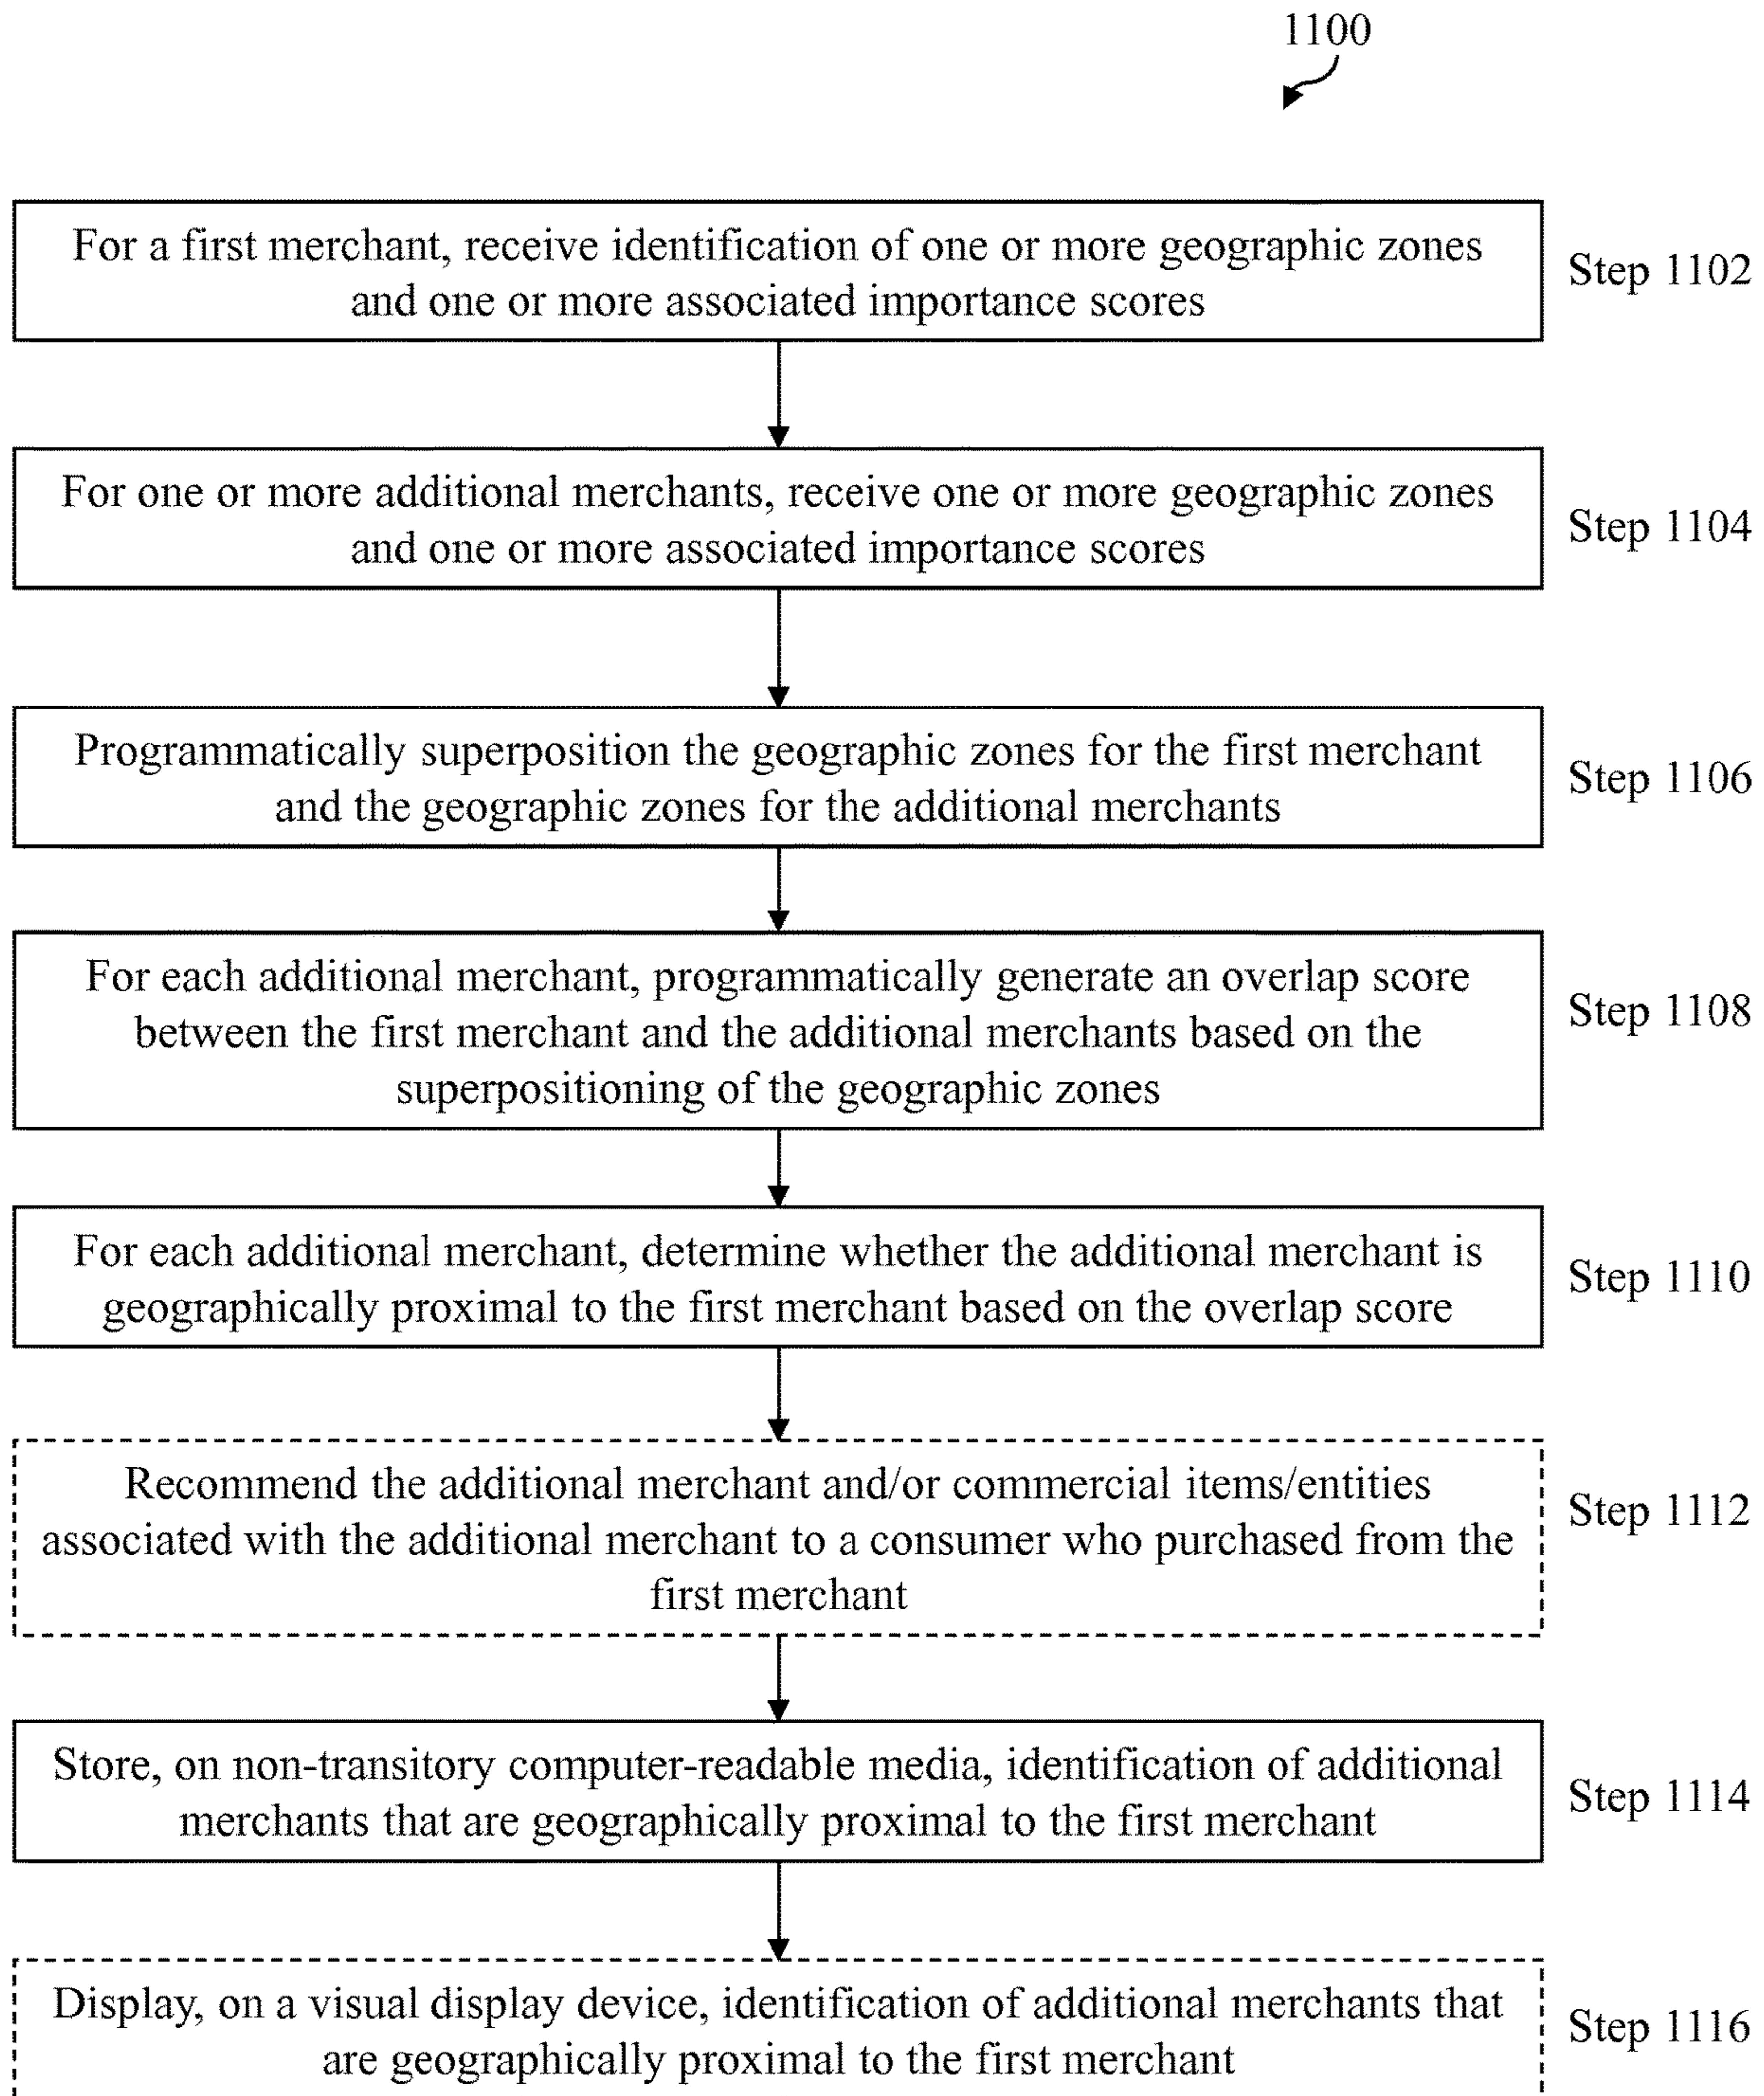 1100
For a first merchant, receive identification of one or more geographic zones
and one or more associated importance scores
Step 1102
For one or more additional merchants, receive one or more geographic zones
and one or more associated importance scores
Step 1104
Programmatically superposition the geographic zones for the first merchant
and the geographic zones for the additional merchants
Step 1106
For each additional merchant, programmatically generate an overlap score
between the first merchant and the additional merchants based on the
superpositioning of the geographic zones
Step 1108
For each additional merchant, determine whether the additional merchant is
geographically proximal to the first merchant based on the overlap score
Step 1110
Recommend the additional merchant and/or commercial items/entities
associated with the additional merchant to a consumer who purchased from the
first merchant
Step 1112
Store, on non-transitory computer-readable media, identification of additional
merchants that are geographically proximal to the first merchant
Step 1114
Display, on a visual display device, identification of additional merchants that
are geographically proximal to the first merchant
Step 1116